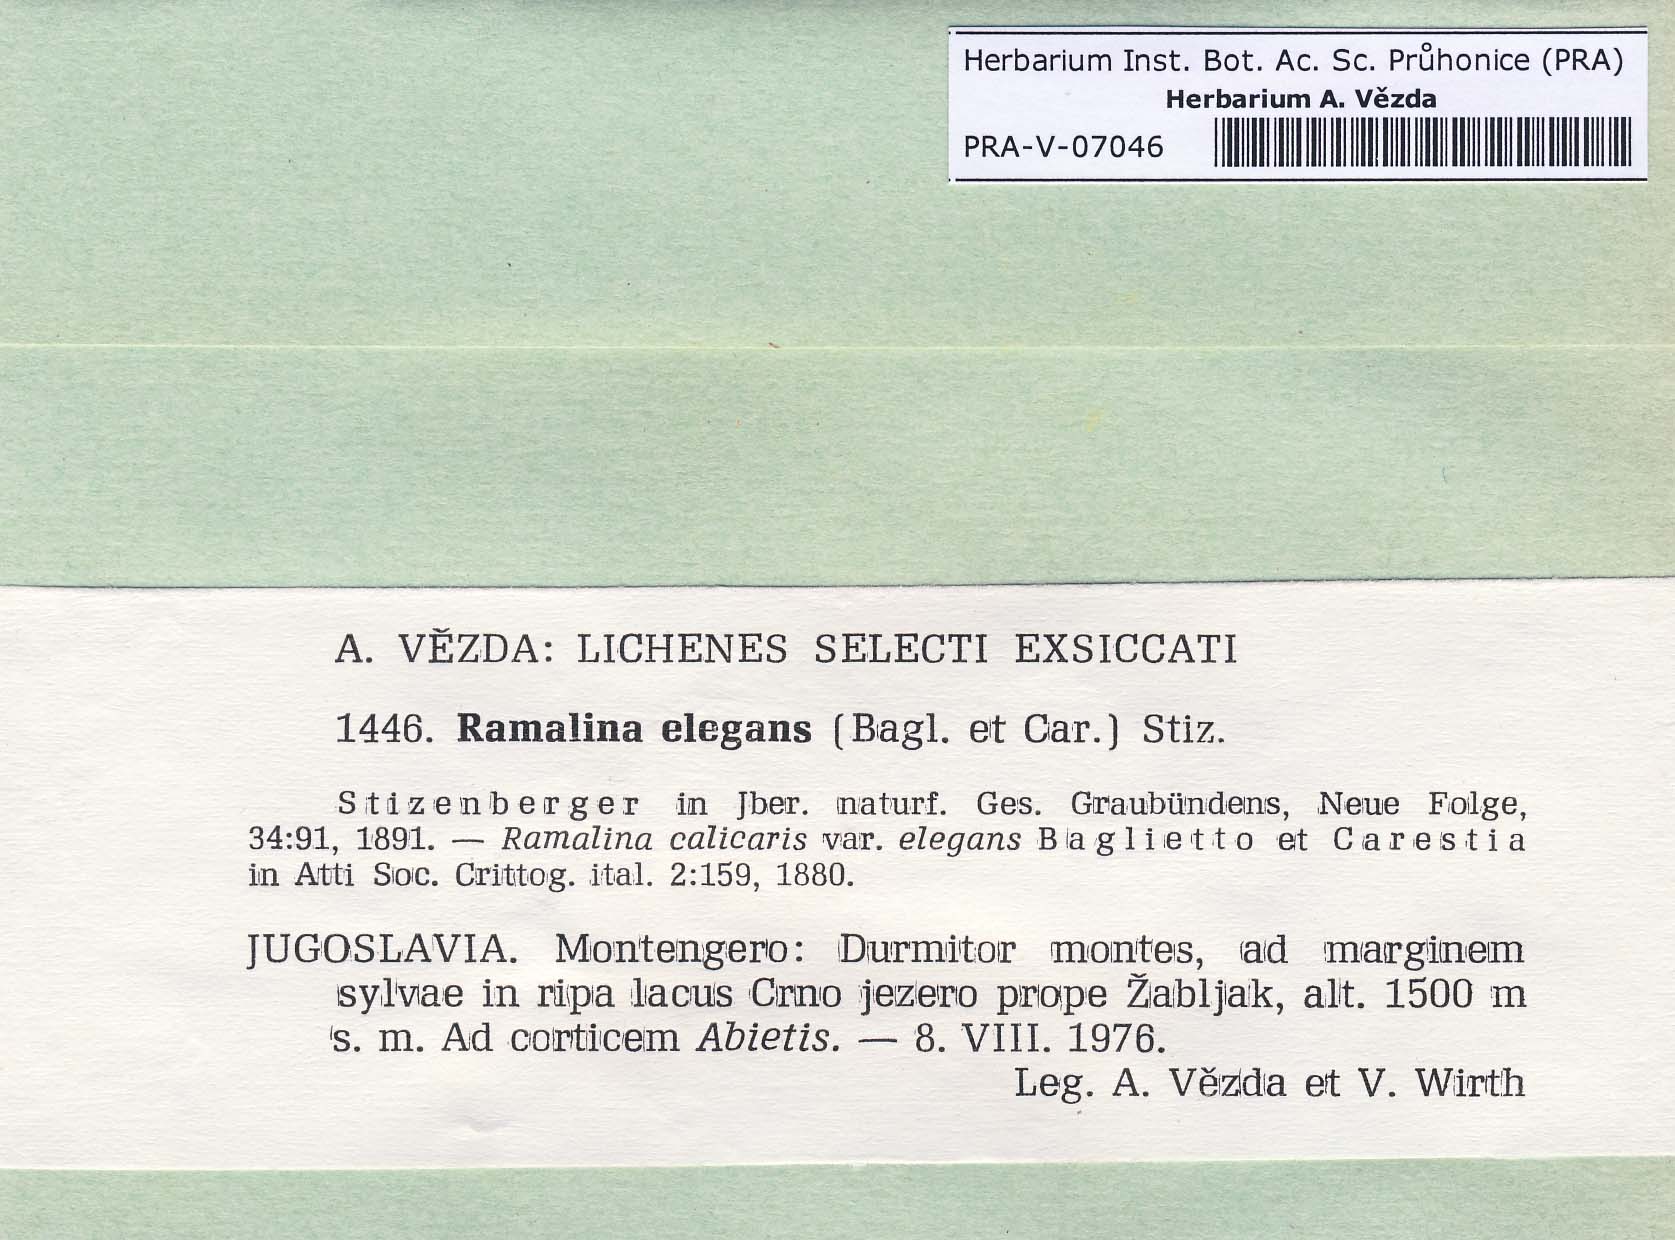 Herbarium Inst. Bot. Ac. Sc. Průhonice (PRA)
Herbarium A. Vězda
PRA-V-07046
A. VĚZDA: LICHENES SELECTI EXSICCATI
1446. Ramalina elegans (Bagl. et Car.) Stiz.
Stizenberger in Jber. naturf. Ges. Graubündens, Neue Folge,
34:91, 1891. — Ramalina calicaris var. elegans Baglietto et Carestia
in Atti Soc. Crittog. ital. 2:159, 1880.
JUGOSLAVIA. Montengero: Durmitor montes, ad marginem
sylvae in ripa lacus Crno jezero prope Žabljak, alt. 1500 m
s. m. Ad corticem Abietis. — 8. VIII. 1976.
Leg. A. Vězda et V. Wirth